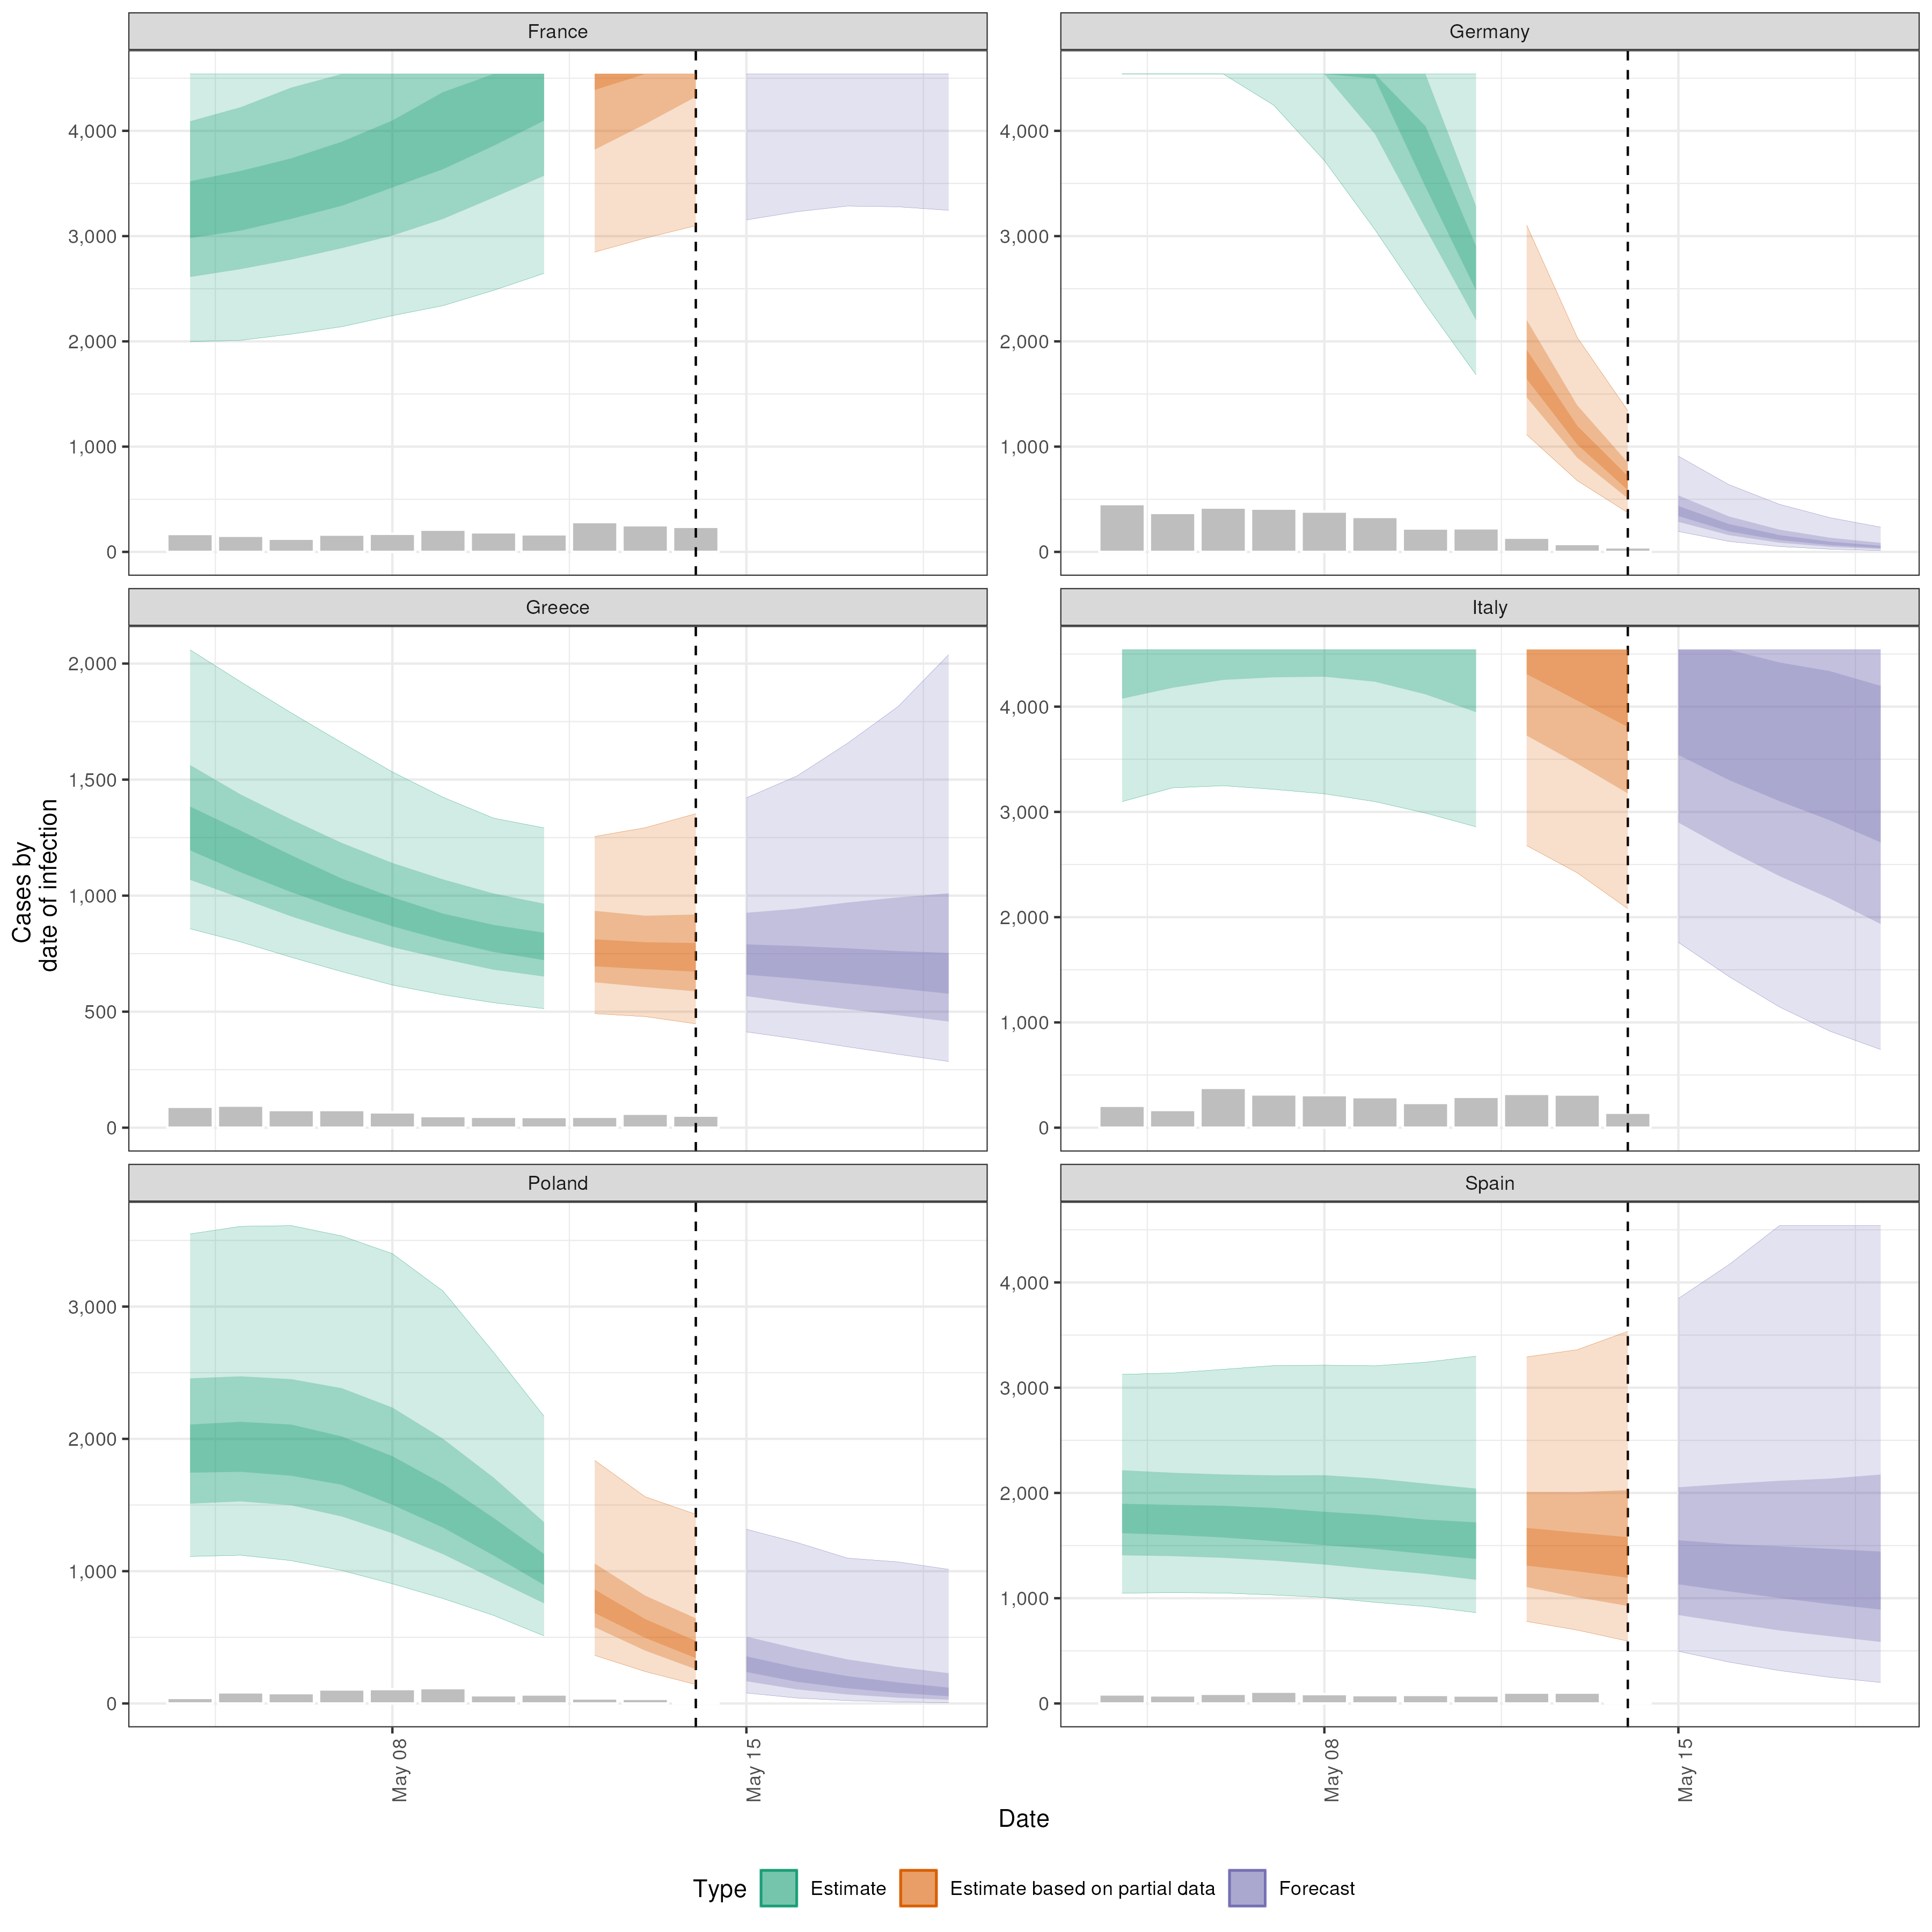 France
Germany
4,000
3,000
2,000
1,000
0
4,000
3,000
2,000
1,000
0
Greece
Italy
2,000
1,500
1,000
500
0
4,000
3,000
2,000
1,000
0
Poland
Spain
3,000
2,000
1,000
0
4,000
3,000
2,000
1,000
0
Cases by
date of infection
May 08
May 15
May 08
May 15
Date
Type
Estimate
Estimate based on partial data
Forecast